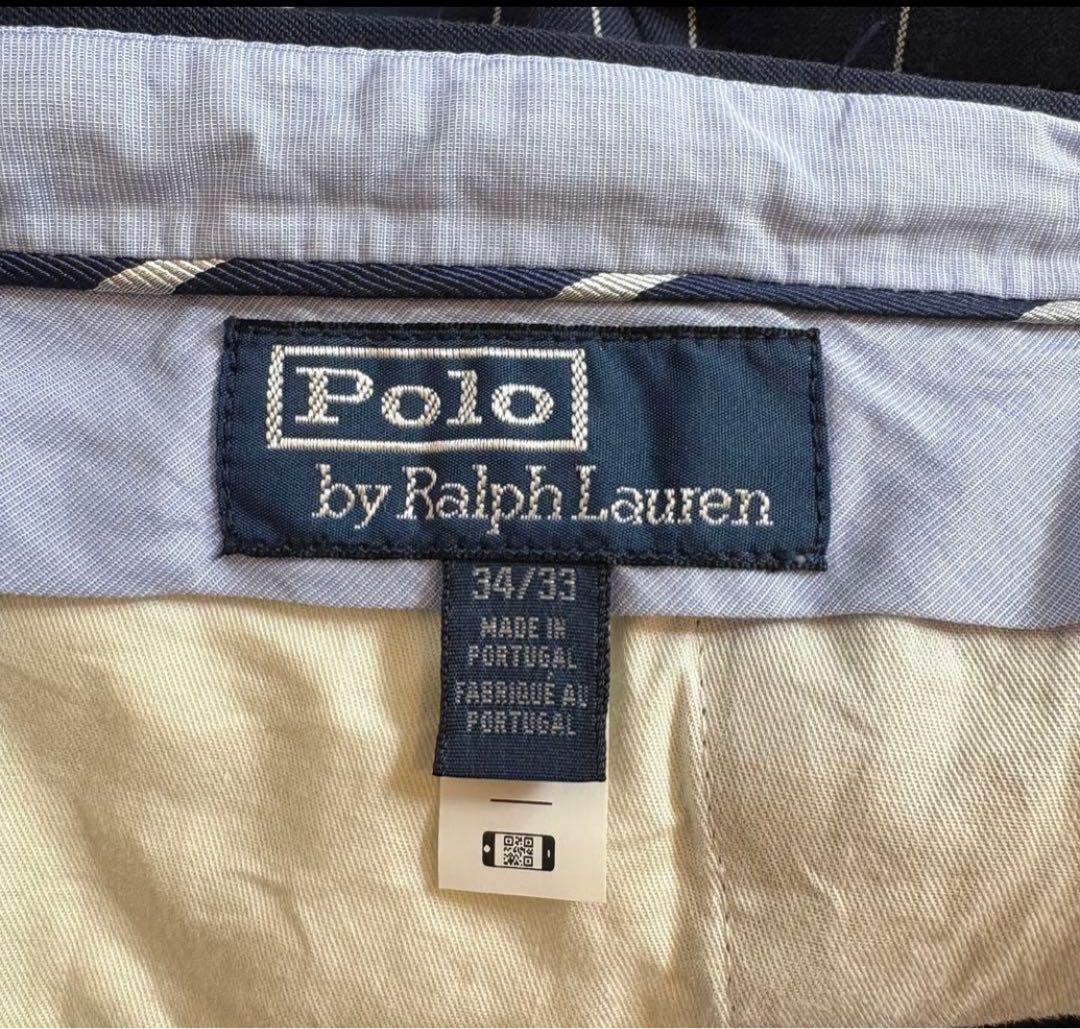 Polo
by Ralph Lauren
34/33
MADE IN
PORTUGAL
FABRIQUÉ AU
PORTUGAL